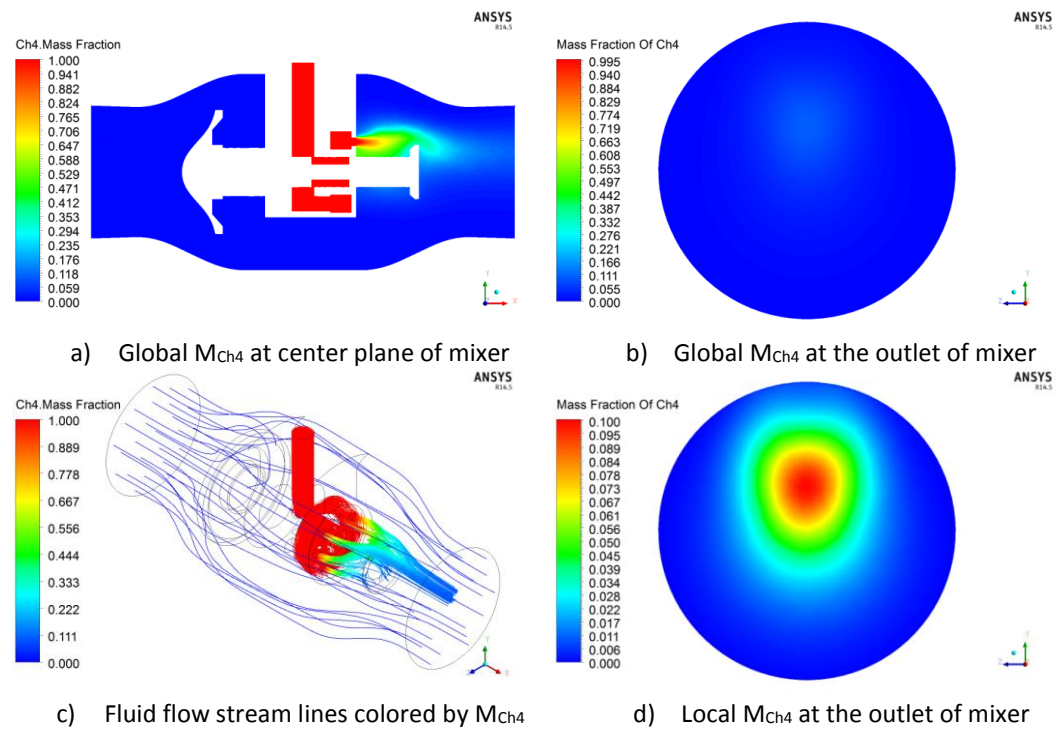 ANSYS
R14.5
Ch4.Mass Fraction
1.000
0.941
0.882
0.824
0.765
0.706
0.647
0.588
0.529
0.471
0.412
0.353
0.294
0.235
0.176
0.118
0.059
0.000
Y
Z
X
a) Global MCh4 at center plane of mixer
ANSYS
R14.5
Mass Fraction Of Ch4
0.995
0.940
0.884
0.829
0.774
0.719
0.663
0.608
0.553
0.497
0.442
0.387
0.332
0.276
0.221
0.166
0.111
0.055
0.000
Y
Z
b) Global MCh4 at the outlet of mixer
ANSYS
R14.5
Ch4.Mass Fraction
1.000
0.889
0.778
0.667
0.556
0.444
0.333
0.222
0.111
0.000
Y
Z
X
c) Fluid flow stream lines colored by MCh4
ANSYS
R14.5
Mass Fraction Of Ch4
0.100
0.095
0.089
0.084
0.078
0.073
0.067
0.061
0.056
0.050
0.045
0.039
0.034
0.028
0.023
0.017
0.011
0.006
0.000
Y
Z
d) Local MCh4 at the outlet of mixer